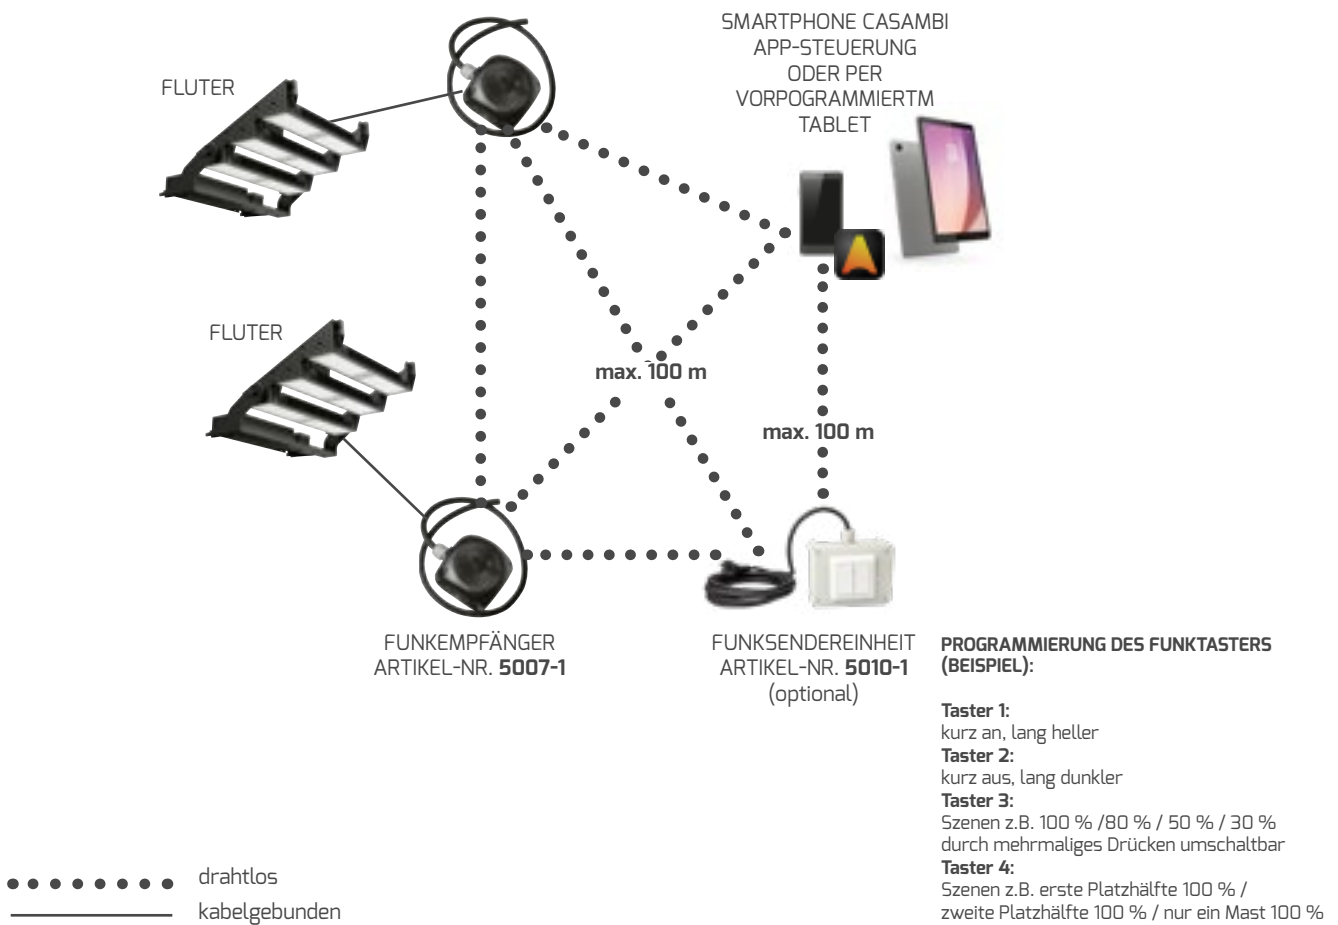 SMARTPHONE CASAMBI
APP-STEUERUNG
ODER PER
VORPOGRAMMIERTM
TABLET
FLUTER
FLUTER
max. 100 m
max. 100 m
FUNKEMPFÄNGER
ARTIKEL-NR. 5007-1
FUNKSENDEREINHEIT
ARTIKEL-NR. 5010-1
(optional)
PROGRAMMIERUNG DES FUNKTASTERS
(BEISPIEL):
Taster 1:
kurz an, lang heller
Taster 2:
kurz aus, lang dunkler
Taster 3:
Szenen z.B. 100 % /80 % / 50 % / 30 %
durch mehrmaliges Drücken umschaltbar
Taster 4:
Szenen z.B. erste Platzhälfte 100 % /
zweite Platzhälfte 100 % / nur ein Mast 100 %
drahtlos
kabelgebunden